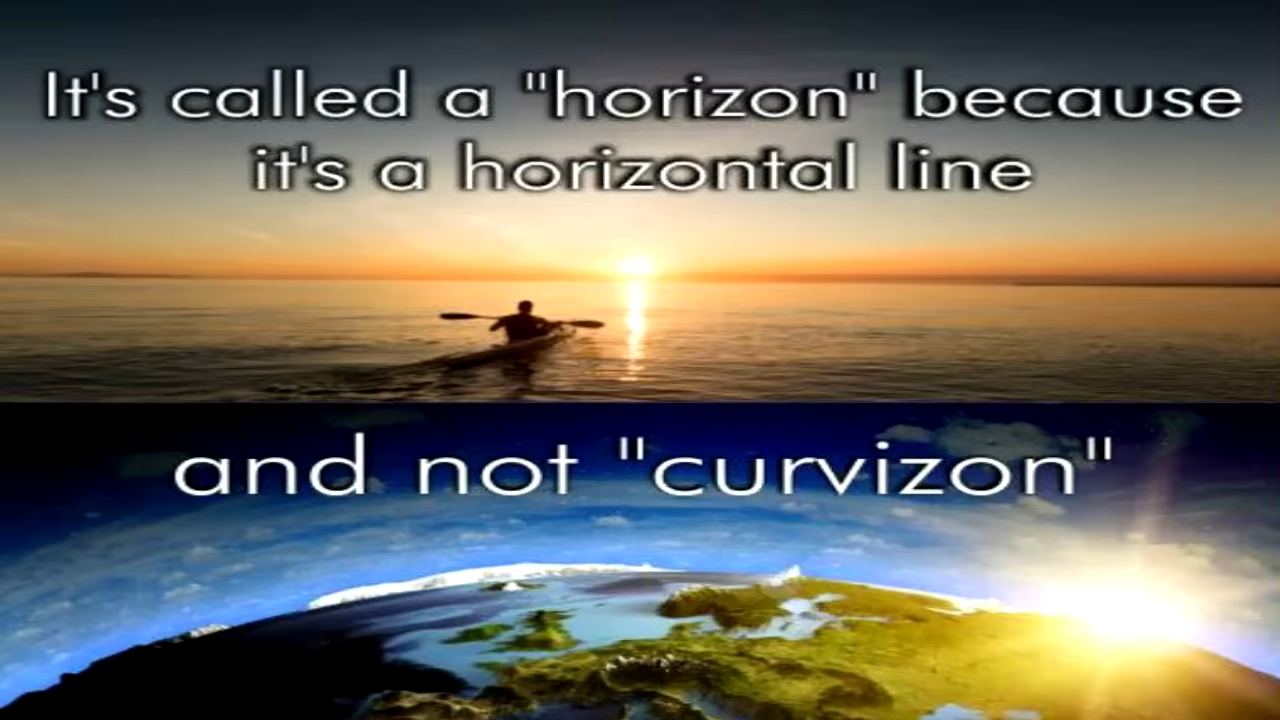 It's called a "horizon" because
it's a horizontal line
and not "curvizon"